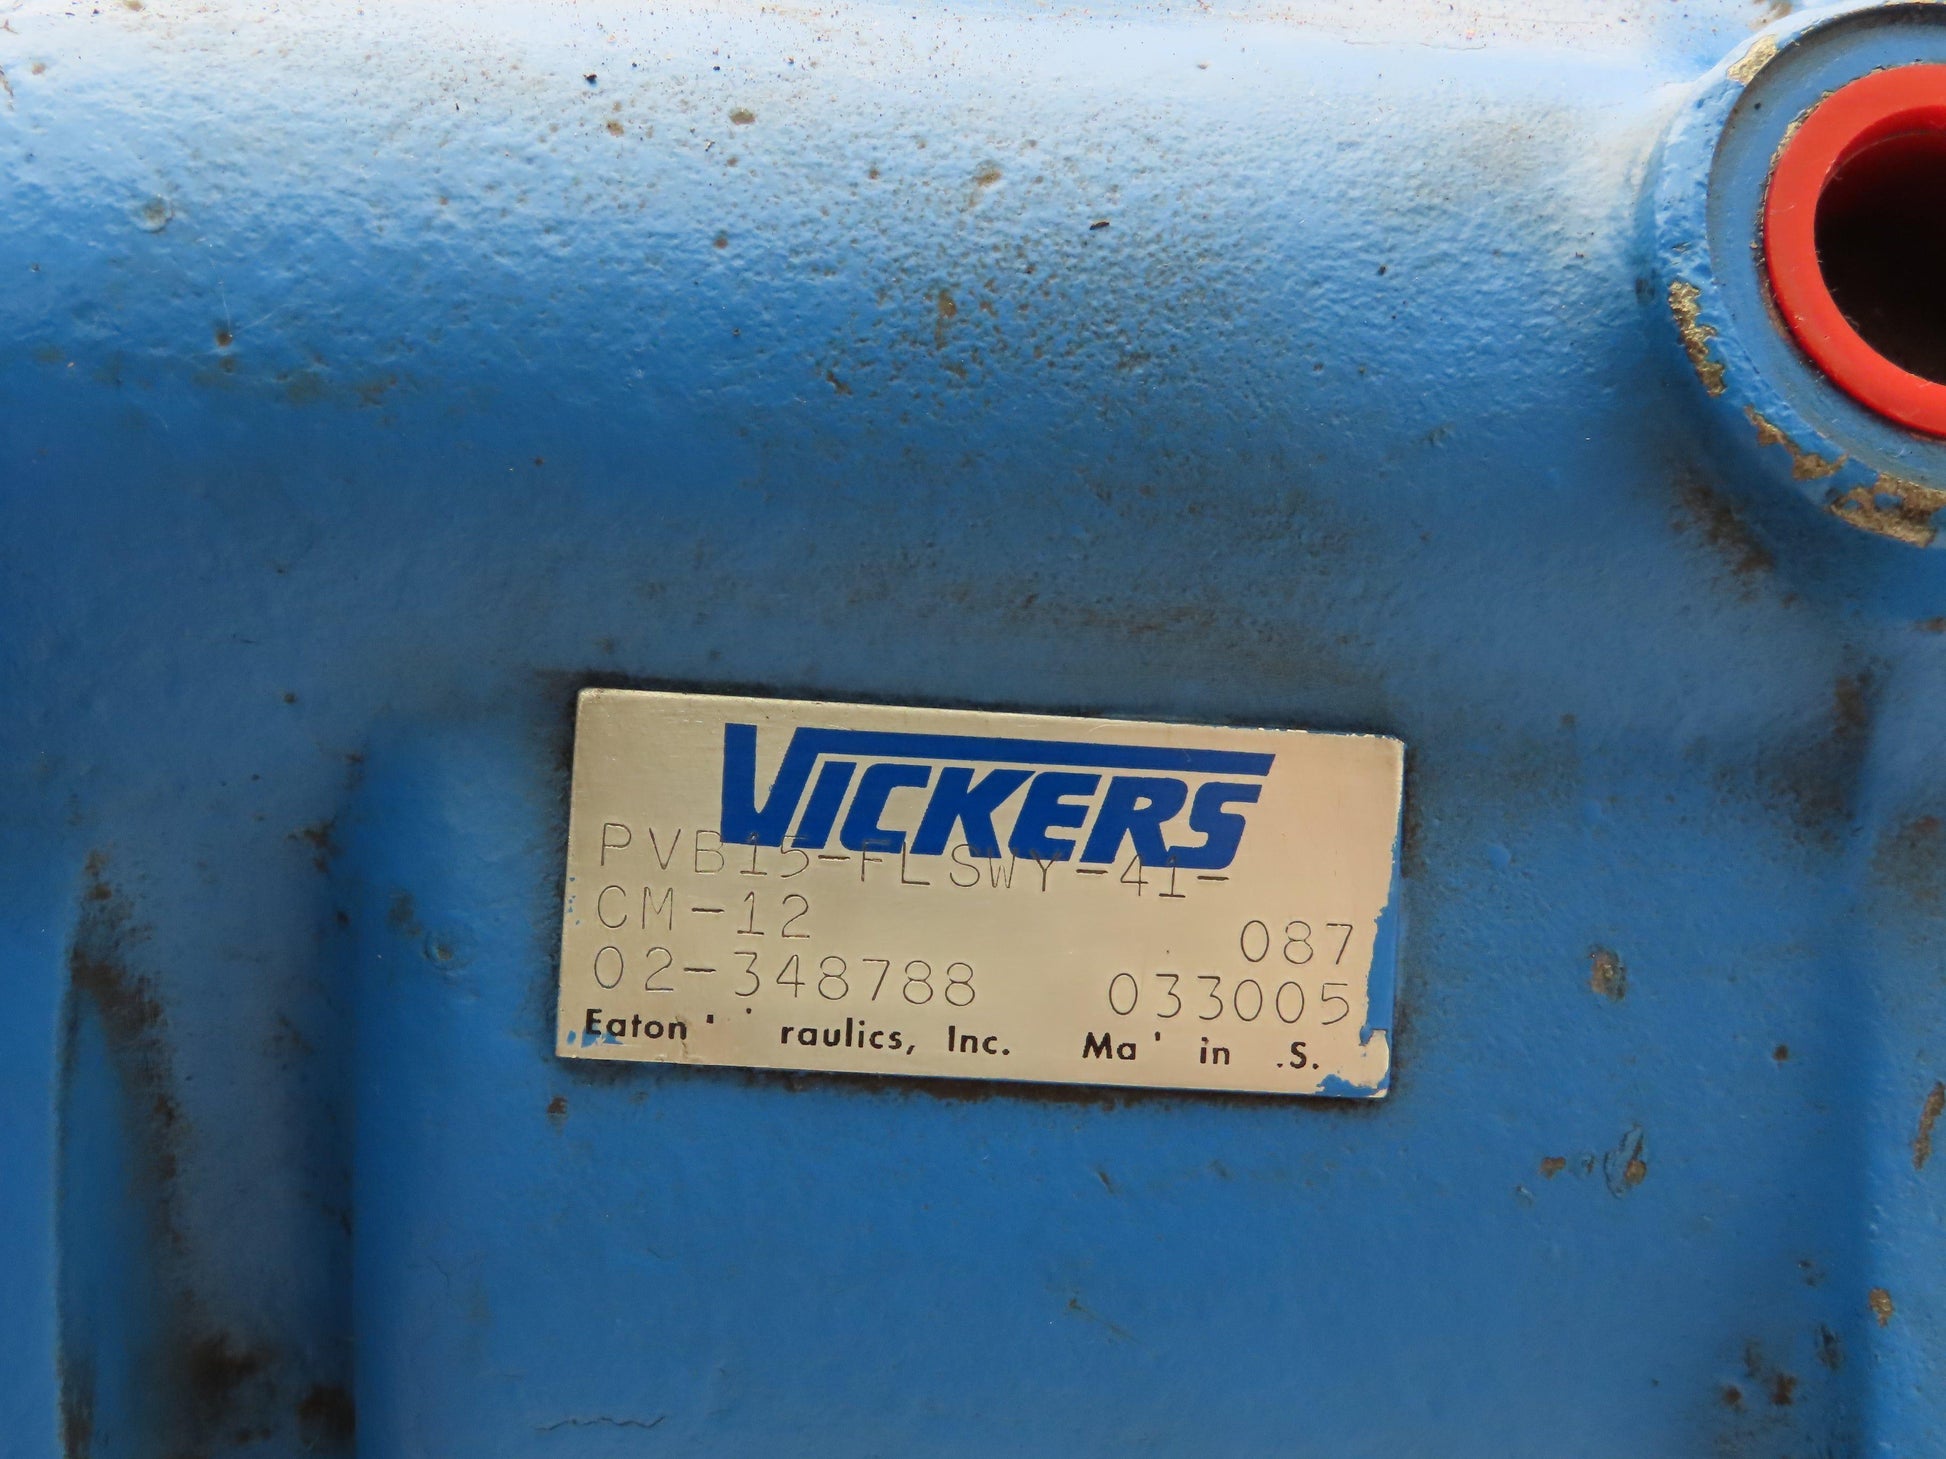 VICKERS
PVB15-FLSWY-41-
CM-12 087
02-348788 033005
Eaton raulics, Inc. Ma in .S.